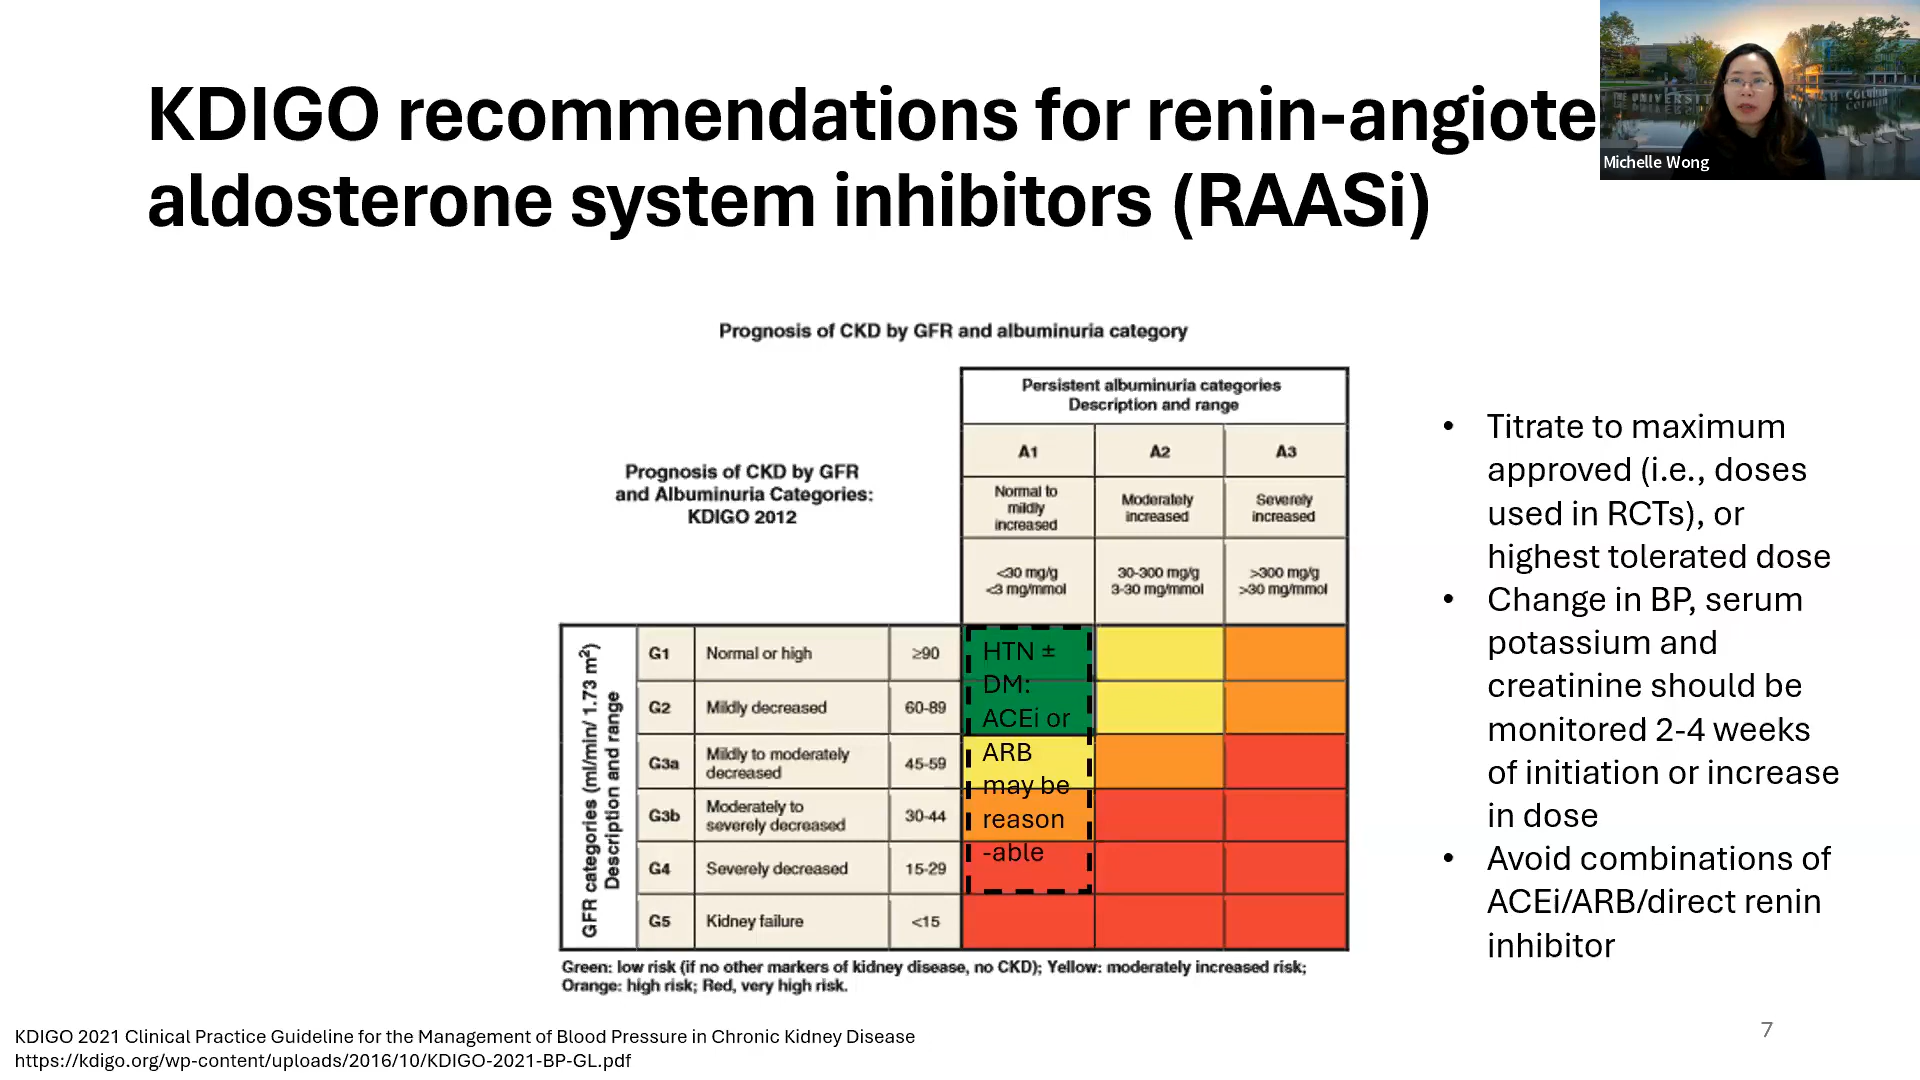 KDIGO recommendations for renin-angiote
aldosterone system inhibitors (RAASi)
Michelle Wong
Prognosis of CKD by GFR and albuminuria category
Prognosis of CKD by GFR
and Albuminuria Categories:
KDIGO 2012
Persistent albuminuria categories
Description and range
A1
A2
A3
Normal to
mildly
increased
Moderately
increased
Severely
increased
<30 mg/g
<3 mg/mmol
30-300 mg/g
3-30 mg/mmol
>300 mg/g
>30 mg/mmol
GFR categories (ml/min/ 1.73 m²)
Description and range
G1 Normal or high ≥90
G2 Mildly decreased 60-89
G3a Mildly to moderately
decreased 45-59
G3b Moderately to
severely decreased 30-44
G4 Severely decreased 15-29
G5 Kidney failure <15
HTN ±
DM:
ACEi or
ARB
may be
reason
-able
Green: low risk (if no other markers of kidney disease, no CKD); Yellow: moderately increased risk;
Orange: high risk; Red, very high risk.
• Titrate to maximum
approved (i.e., doses
used in RCTs), or
highest tolerated dose
• Change in BP, serum
potassium and
creatinine should be
monitored 2-4 weeks
of initiation or increase
in dose
• Avoid combinations of
ACEi/ARB/direct renin
inhibitor
KDIGO 2021 Clinical Practice Guideline for the Management of Blood Pressure in Chronic Kidney Disease
https://kdigo.org/wp-content/uploads/2016/10/KDIGO-2021-BP-GL.pdf
7